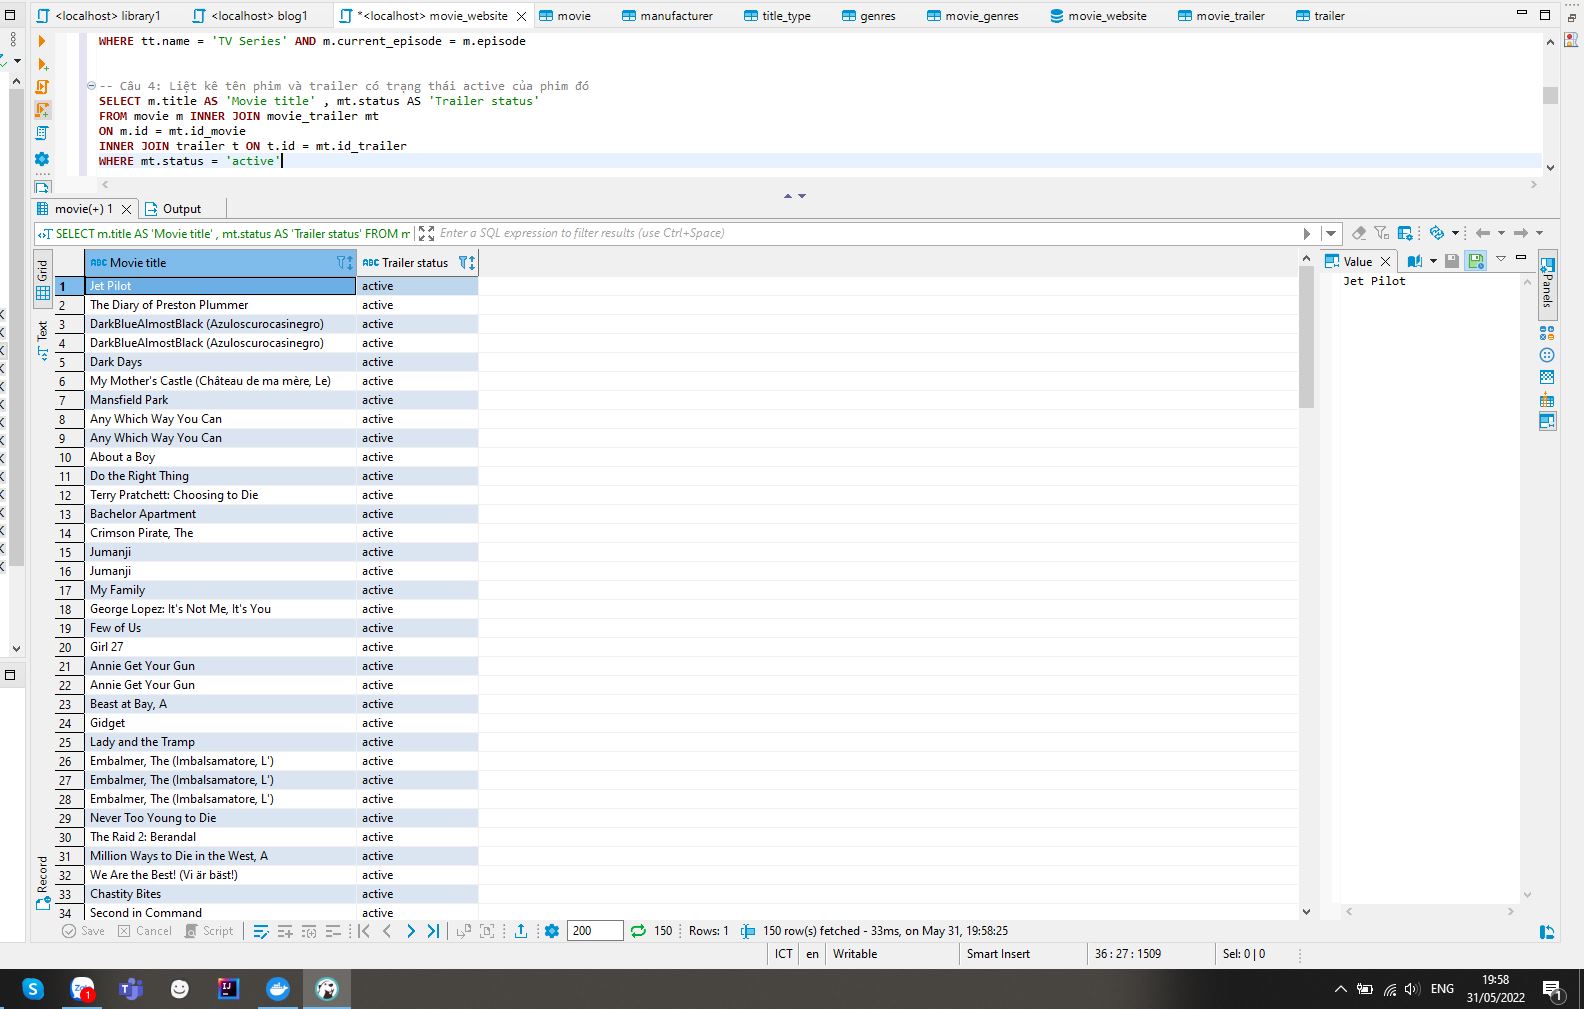 <localhost> library1
<localhost> blog1
*<localhost> movie_website
movie
manufacturer
title_type
genres
movie_genres
movie_website
movie_trailer
trailer
WHERE tt.name = 'TV Series' AND m.current_episode = m.episode
-- Câu 4: Liệt kê tên phim và trailer có trạng thái active của phim đó
SELECT m.title AS 'Movie title' , mt.status AS 'Trailer status'
FROM movie m INNER JOIN movie_trailer mt
ON m.id = mt.id_movie
INNER JOIN trailer t ON t.id = mt.id_trailer
WHERE mt.status = 'active'
movie(+) 1
Output
SELECT m.title AS 'Movie title' , mt.status AS 'Trailer status' FROM m
Enter a SQL expression to filter results (use Ctrl+Space)
Grid
Text
Record
ABC Movie title
ABC Trailer status
1 Jet Pilot active
2 The Diary of Preston Plummer active
3 DarkBlueAlmostBlack (Azuloscurocasinegro) active
4 DarkBlueAlmostBlack (Azuloscurocasinegro) active
5 Dark Days active
6 My Mother's Castle (Château de ma mère, Le) active
7 Mansfield Park active
8 Any Which Way You Can active
9 Any Which Way You Can active
10 About a Boy active
11 Do the Right Thing active
12 Terry Pratchett: Choosing to Die active
13 Bachelor Apartment active
14 Crimson Pirate, The active
15 Jumanji active
16 Jumanji active
17 My Family active
18 George Lopez: It's Not Me, It's You active
19 Few of Us active
20 Girl 27 active
21 Annie Get Your Gun active
22 Annie Get Your Gun active
23 Beast at Bay, A active
24 Gidget active
25 Lady and the Tramp active
26 Embalmer, The (Imbalsamatore, L') active
27 Embalmer, The (Imbalsamatore, L') active
28 Embalmer, The (Imbalsamatore, L') active
29 Never Too Young to Die active
30 The Raid 2: Berandal active
31 Million Ways to Die in the West, A active
32 We Are the Best! (Vi är bäst!) active
33 Chastity Bites active
34 Second in Command active
Value
Jet Pilot
Panels
Save
Cancel
Script
200
150
Rows: 1
150 row(s) fetched - 33ms, on May 31, 19:58:25
ICT
en
Writable
Smart Insert
36 : 27 : 1509
Sel: 0 | 0
ENG
19:58
31/05/2022
1